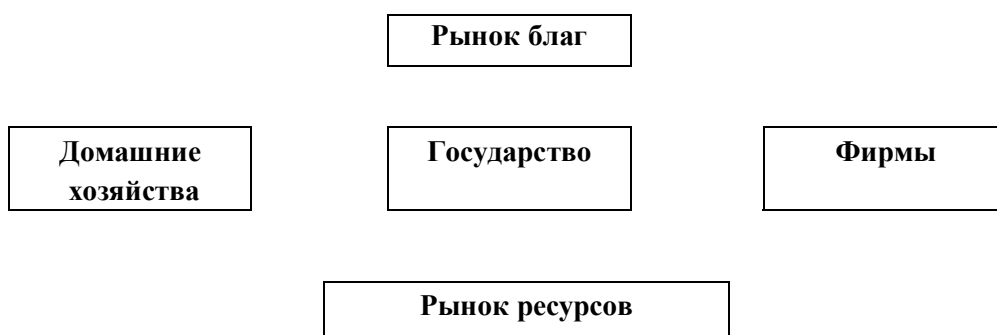 Рынок благ
Домашние
хозяйства
Государство
Фирмы
Рынок ресурсов